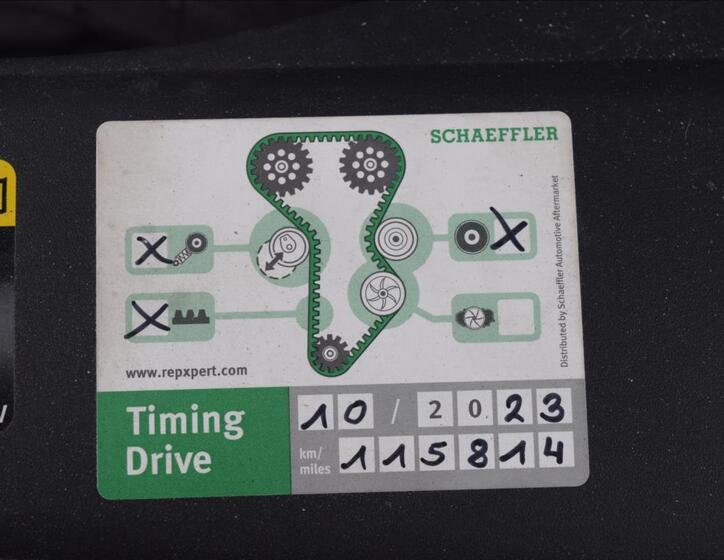 SCHAEFFLER
X
X
X
Distributed by Schaeffler Automotive Aftermarket
www.repxpert.com
Timing
Drive
10 / 2023
km/
miles
115814